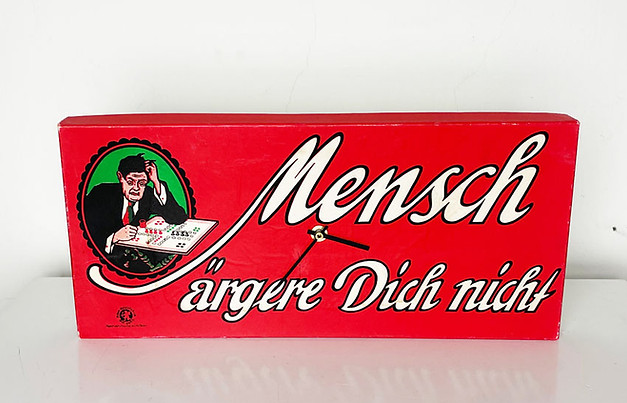 Mensch
ärgere Dich nicht